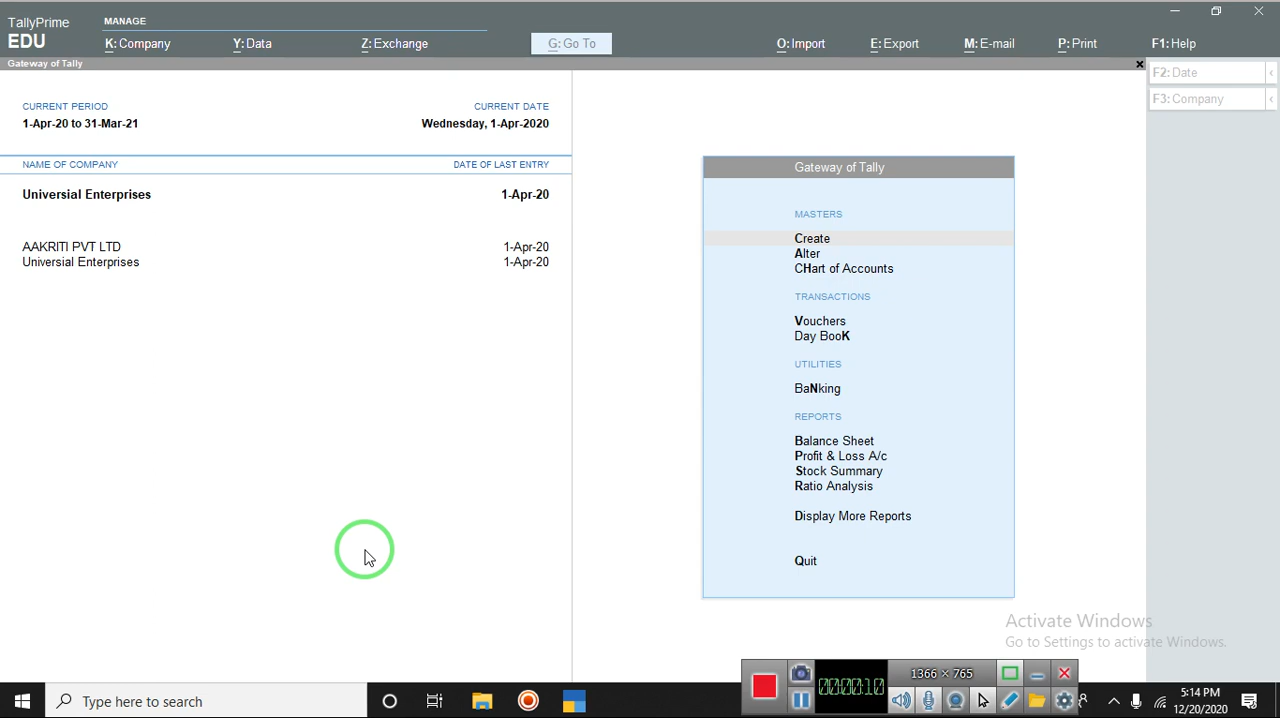 TallyPrime
EDU
MANAGE
K: Company
Y: Data
Z: Exchange
G: Go To
O: Import
E: Export
M: E-mail
P: Print
F1: Help
Gateway of Tally
F2: Date
F3: Company
CURRENT PERIOD
CURRENT DATE
1-Apr-20 to 31-Mar-21
Wednesday, 1-Apr-2020
NAME OF COMPANY
DATE OF LAST ENTRY
Universial Enterprises
1-Apr-20
AAKRITI PVT LTD
1-Apr-20
Universial Enterprises
1-Apr-20
Gateway of Tally
MASTERS
Create
Alter
CHart of Accounts
TRANSACTIONS
Vouchers
Day BooK
UTILITIES
BaNking
REPORTS
Balance Sheet
Profit & Loss A/c
Stock Summary
Ratio Analysis
Display More Reports
Quit
Activate Windows
Go to Settings to activate Windows.
00:00:10
1366 × 765
Type here to search
5:14 PM
12/20/2020